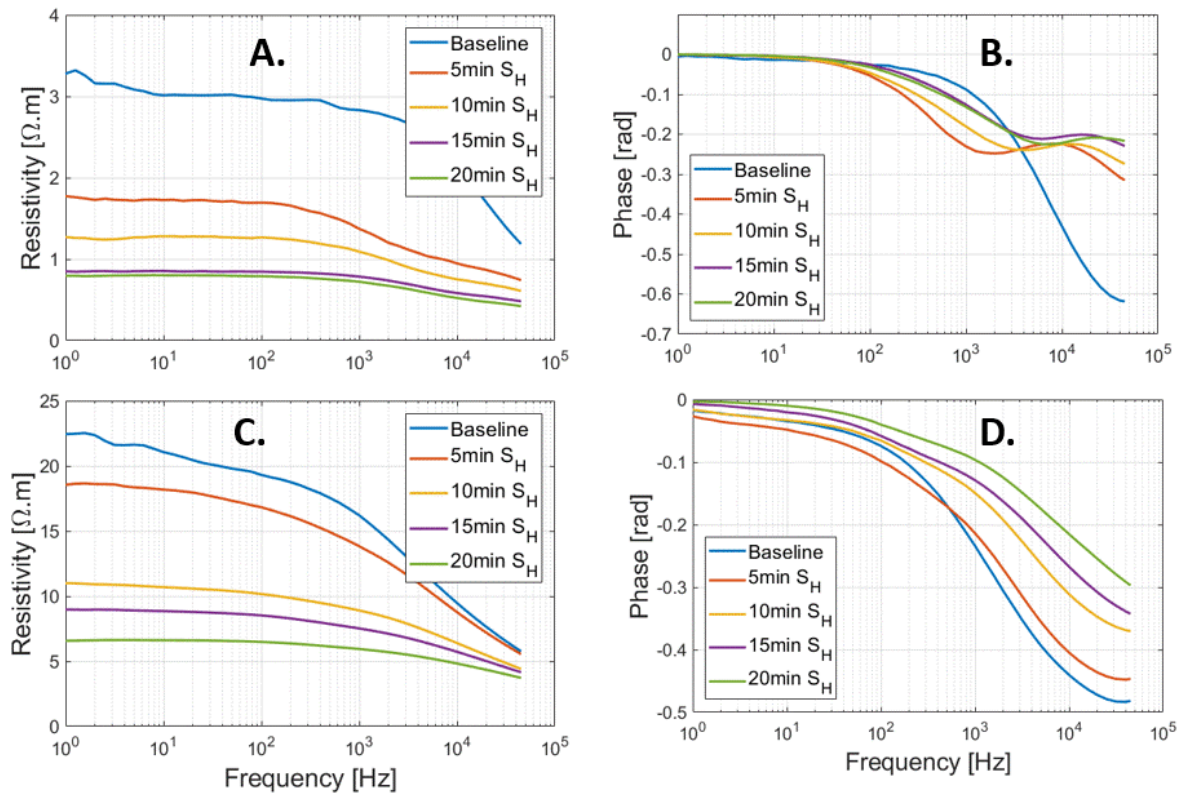 A.
Resistivity [Ω.m]
4
3
2
1
0
10^0
10^1
10^2
10^3
10^4
10^5
Baseline
5min S_H
10min S_H
15min S_H
20min S_H
B.
Phase [rad]
0
-0.1
-0.2
-0.3
-0.4
-0.5
-0.6
-0.7
10^0
10^1
10^2
10^3
10^4
10^5
Baseline
5min S_H
10min S_H
15min S_H
20min S_H
C.
Resistivity [Ω.m]
25
20
15
10
5
0
10^0
10^1
10^2
10^3
10^4
10^5
Frequency [Hz]
Baseline
5min S_H
10min S_H
15min S_H
20min S_H
D.
Phase [rad]
0
-0.1
-0.2
-0.3
-0.4
-0.5
10^0
10^1
10^2
10^3
10^4
10^5
Frequency [Hz]
Baseline
5min S_H
10min S_H
15min S_H
20min S_H